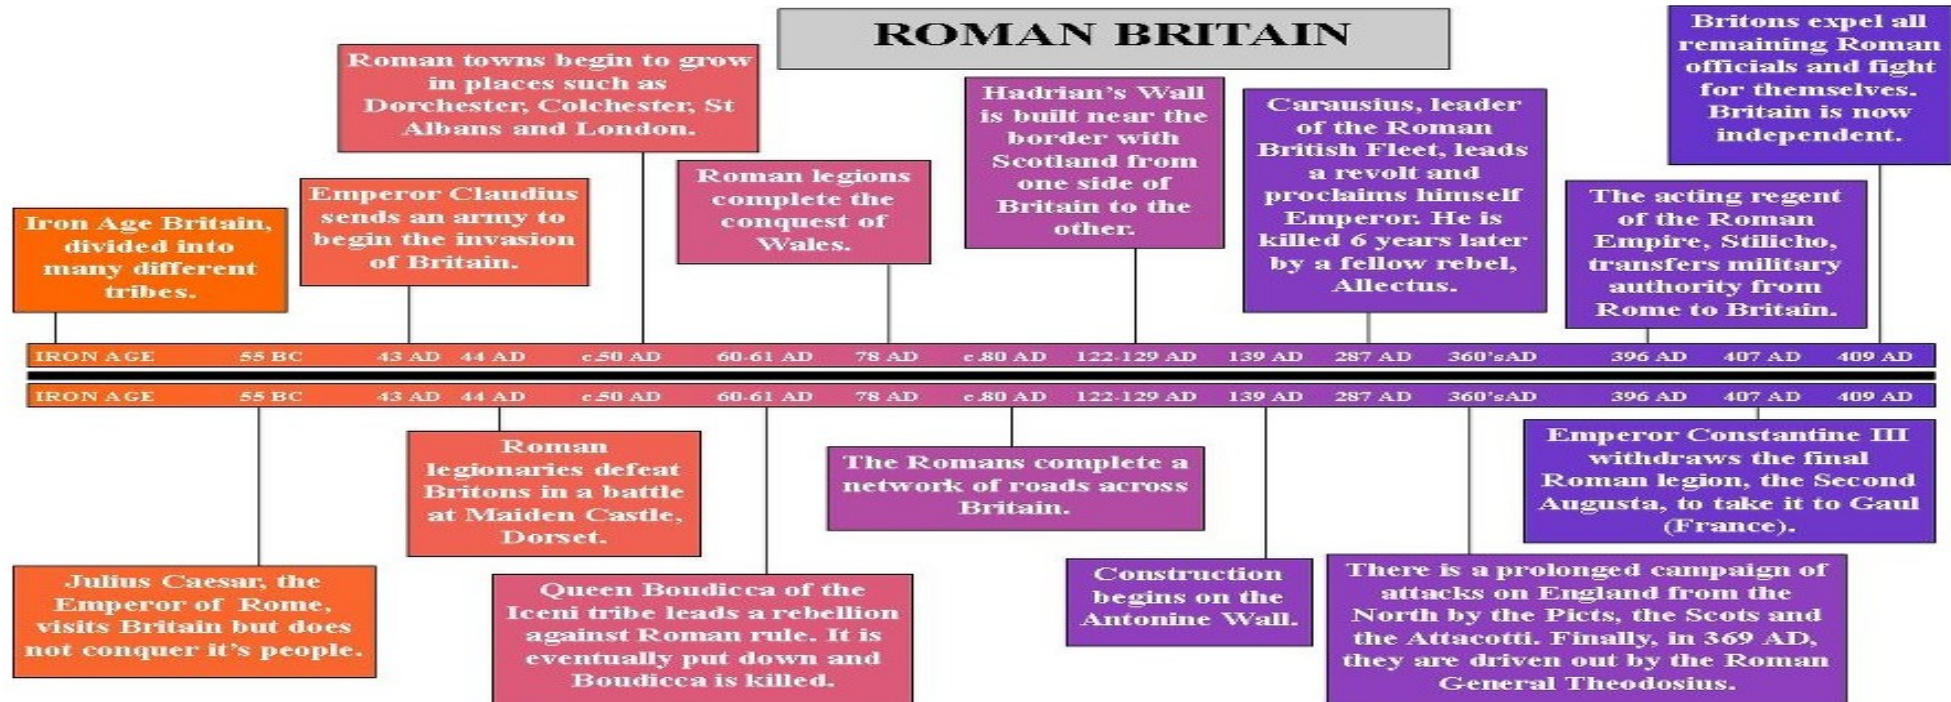 ROMAN BRITAIN
Britons expel all
remaining Roman
officials and fight
for themselves.
Britain is now
independent.
Roman towns begin to grow
in places such as
Dorchester, Colchester, St
Albans and London.
Hadrian's Wall
is built near the
border with
Scotland from
one side of
Britain to the
other.
Carausius, leader
of the Roman
British Fleet, leads
a revolt and
proclaims himself
Emperor. He is
killed 6 years later
by a fellow rebel,
Allectus.
Roman legions
complete the
conquest of
Wales.
Emperor Claudius
sends an army to
begin the invasion
of Britain.
The acting regent
of the Roman
Empire, Stilicho,
transfers military
authority from
Rome to Britain.
Iron Age Britain,
divided into
many different
tribes.
IRON AGE 55 BC 43 AD 44 AD c.50 AD 60-61 AD 78 AD c.80 AD 122-129 AD 139 AD 287 AD 360'sAD 396 AD 407 AD 409 AD
IRON AGE 55 BC 43 AD 44 AD c.50 AD 60-61 AD 78 AD c.80 AD 122-129 AD 139 AD 287 AD 360'sAD 396 AD 407 AD 409 AD
Roman
legionaries defeat
Britons in a battle
at Maiden Castle,
Dorset.
The Romans complete a
network of roads across
Britain.
Emperor Constantine III
withdraws the final
Roman legion, the Second
Augusta, to take it to Gaul
(France).
Julius Caesar, the
Emperor of Rome,
visits Britain but does
not conquer it's people.
Queen Boudicca of the
Iceni tribe leads a rebellion
against Roman rule. It is
eventually put down and
Boudicca is killed.
Construction
begins on the
Antonine Wall.
There is a prolonged campaign of
attacks on England from the
North by the Picts, the Scots and
the Attacotti. Finally, in 369 AD,
they are driven out by the Roman
General Theodosius.